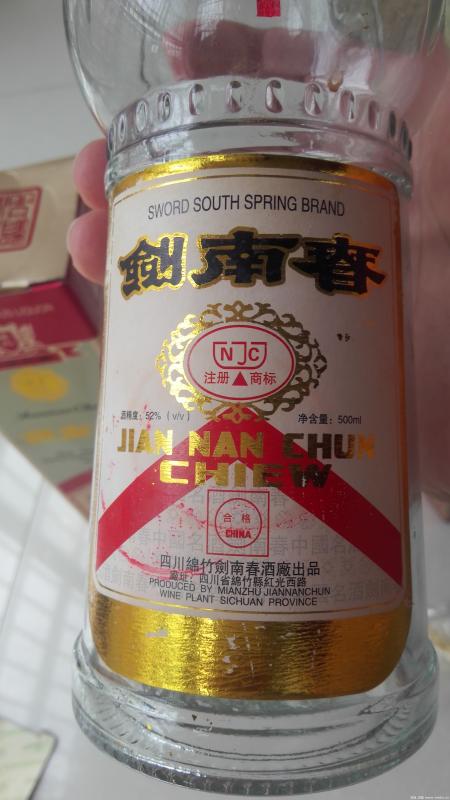 SWORD SOUTH SPRING BRAND
劍南春
NJC
注册 商标
酒精度：52%（v/v） 净含量：500ml
JIAN NAN CHUN
CHIEW
合格
CHINA
四川绵竹劍南春酒廠出品
廠址：四川省綿竹縣紅光西路
PRODUCED BY MIANZHU JIANNANCHUN
WINE PLANT SICHUAN PROVINCE